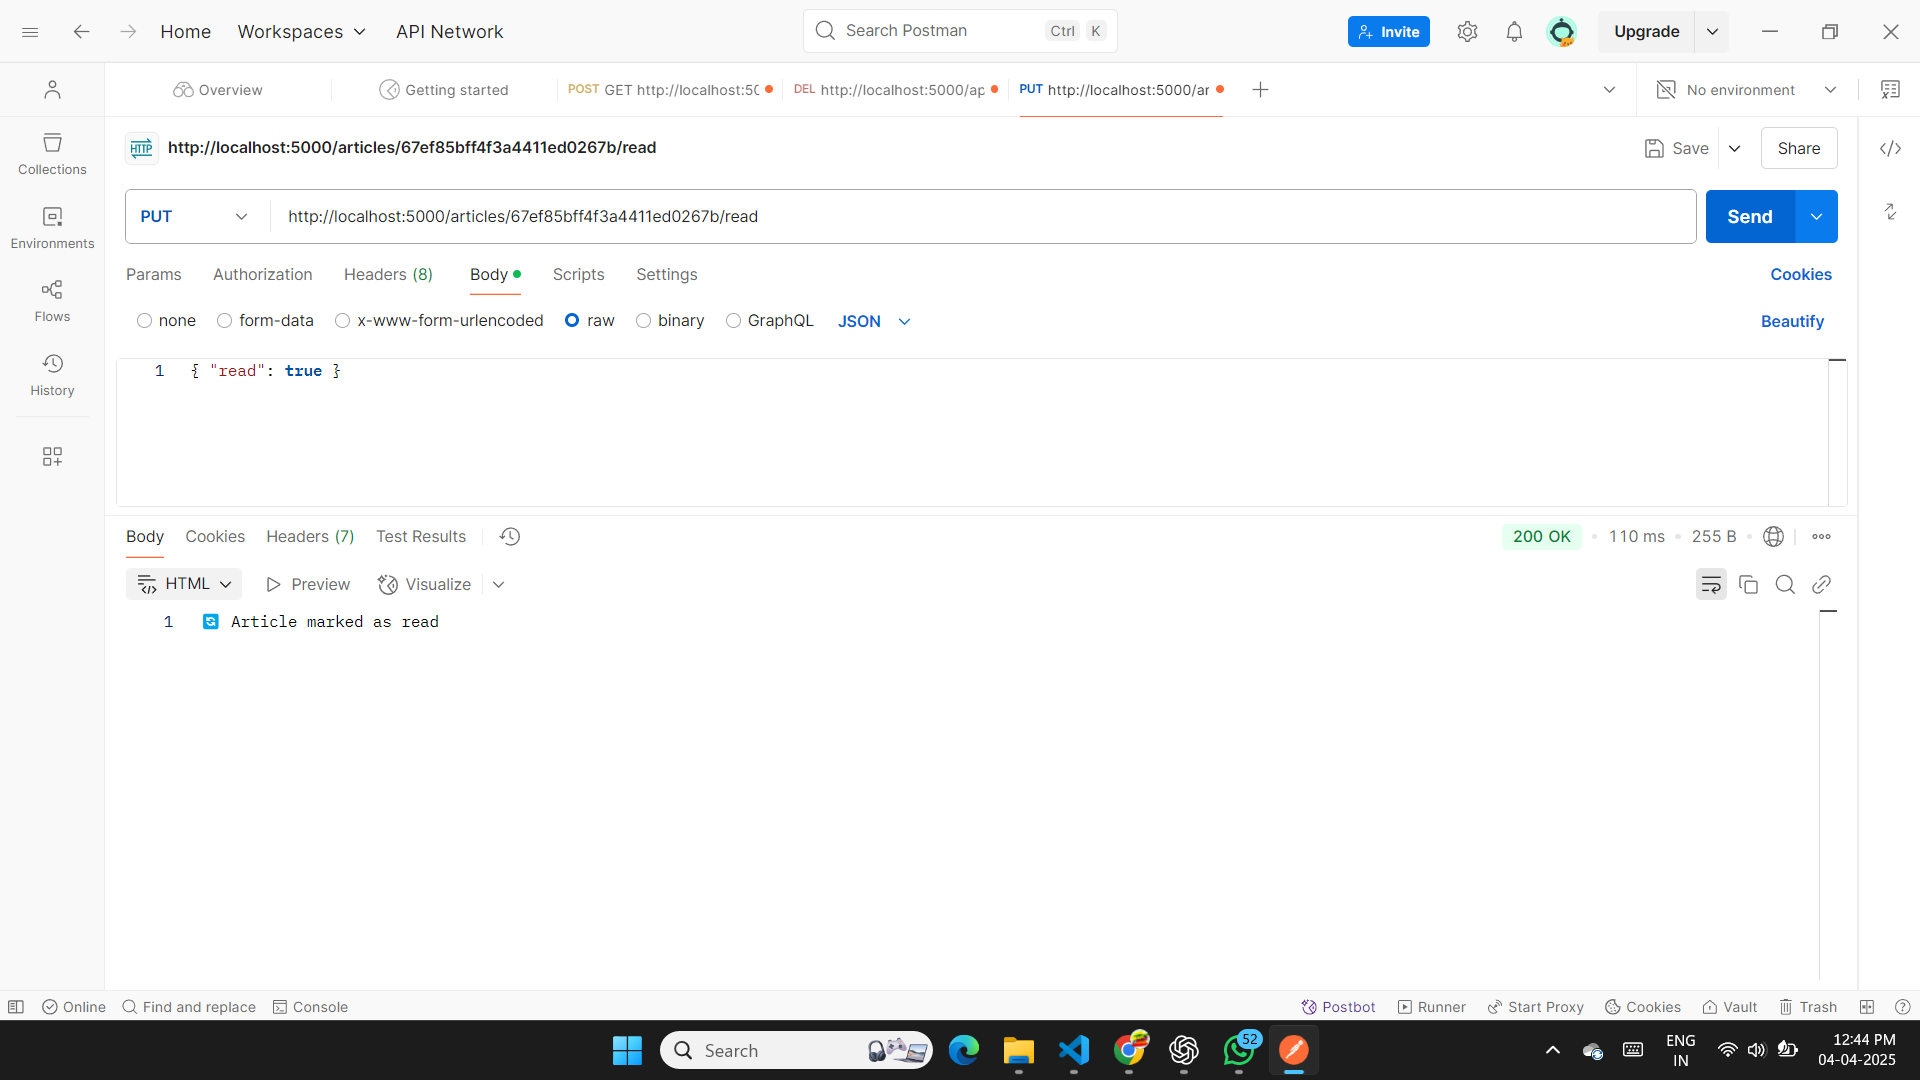 Home Workspaces API Network Search Postman Ctrl K Invite Upgrade
Overview Getting started POST GET http://localhost:50 DEL http://localhost:5000/ap PUT http://localhost:5000/ar No environment
HTTP http://localhost:5000/articles/67ef85bff4f3a4411ed0267b/read Save Share
PUT http://localhost:5000/articles/67ef85bff4f3a4411ed0267b/read Send
Collections
Environments
Flows
History
Params Authorization Headers (8) Body Scripts Settings Cookies
none form-data x-www-form-urlencoded raw binary GraphQL JSON Beautify
1 { "read": true }
Body Cookies Headers (7) Test Results 200 OK 110 ms 255 B
HTML Preview Visualize
1 🔄 Article marked as read
Online Find and replace Console Postbot Runner Start Proxy Cookies Vault Trash
Search 52 ENG IN 12:44 PM
04-04-2025